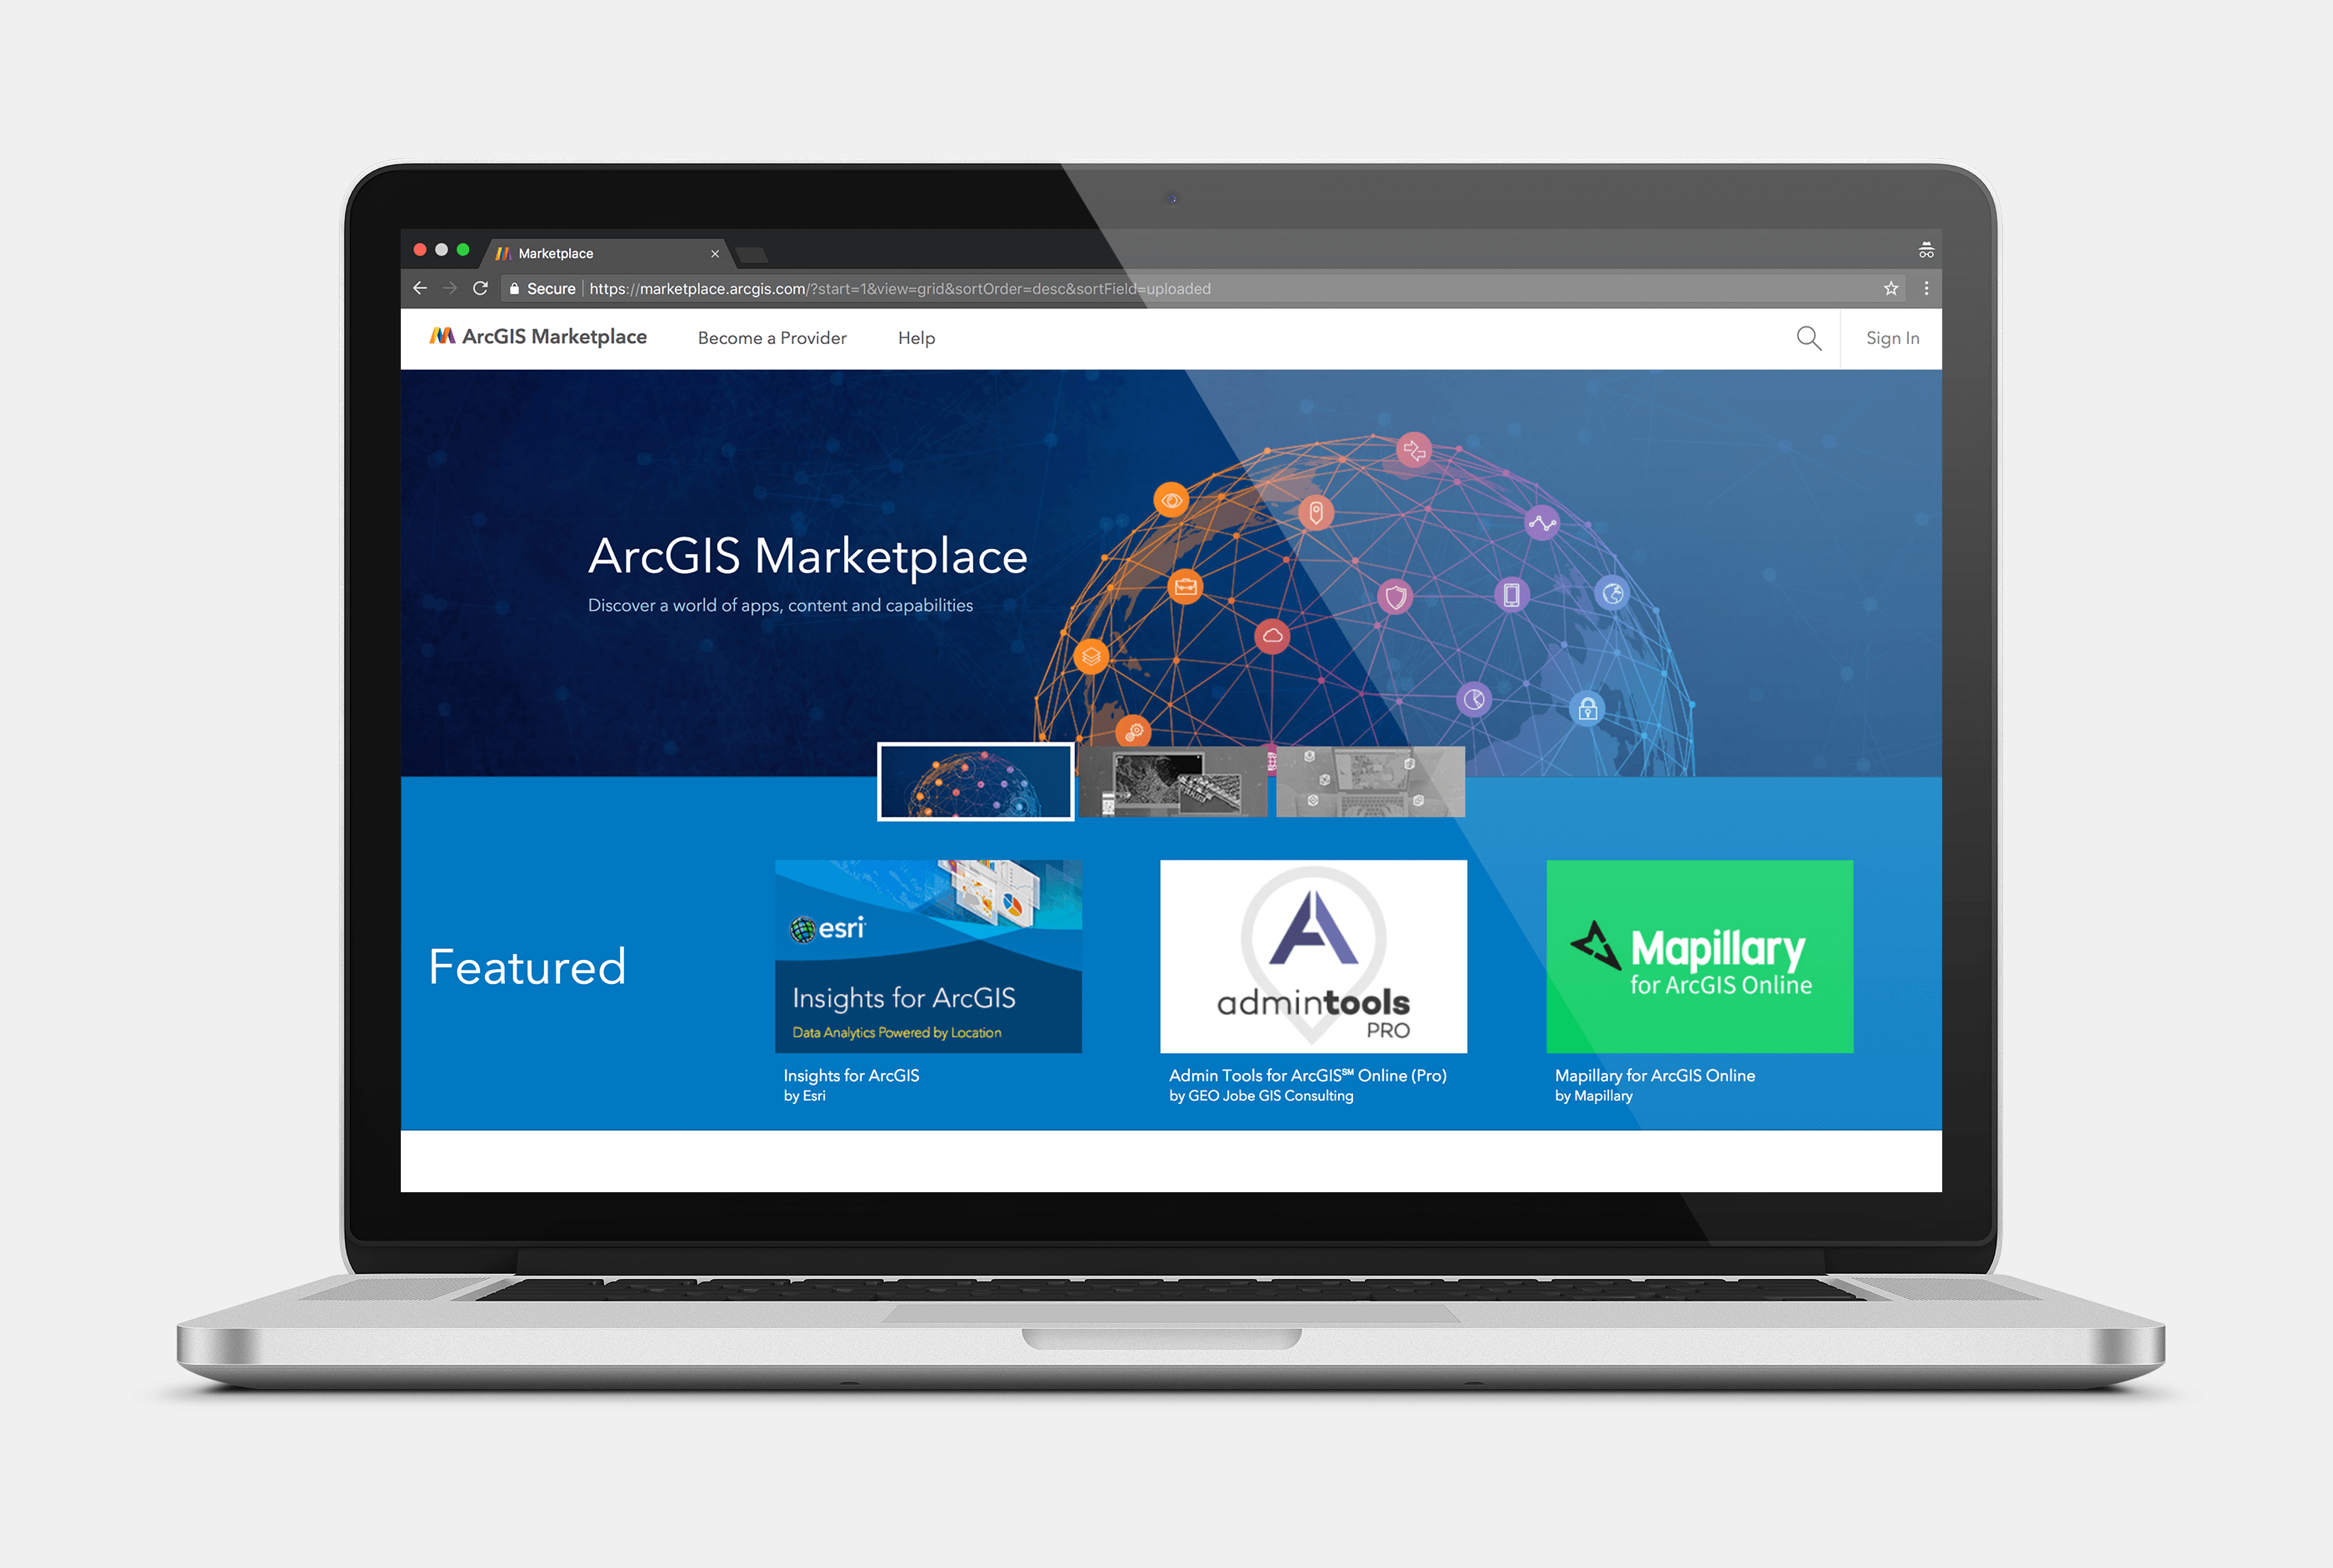 Marketplace
Secure https://marketplace.arcgis.com/?start=1&view=grid&sortOrder=desc&sortField=uploaded
ArcGIS Marketplace Become a Provider Help Sign In
ArcGIS Marketplace
Discover a world of apps, content and capabilities
Featured
esri
Insights for ArcGIS
Data Analytics Powered by Location
Insights for ArcGIS
by Esri
admintools
PRO
Admin Tools for ArcGIS℠ Online (Pro)
by GEO Jobe GIS Consulting
Mapillary
for ArcGIS Online
Mapillary for ArcGIS Online
by Mapillary